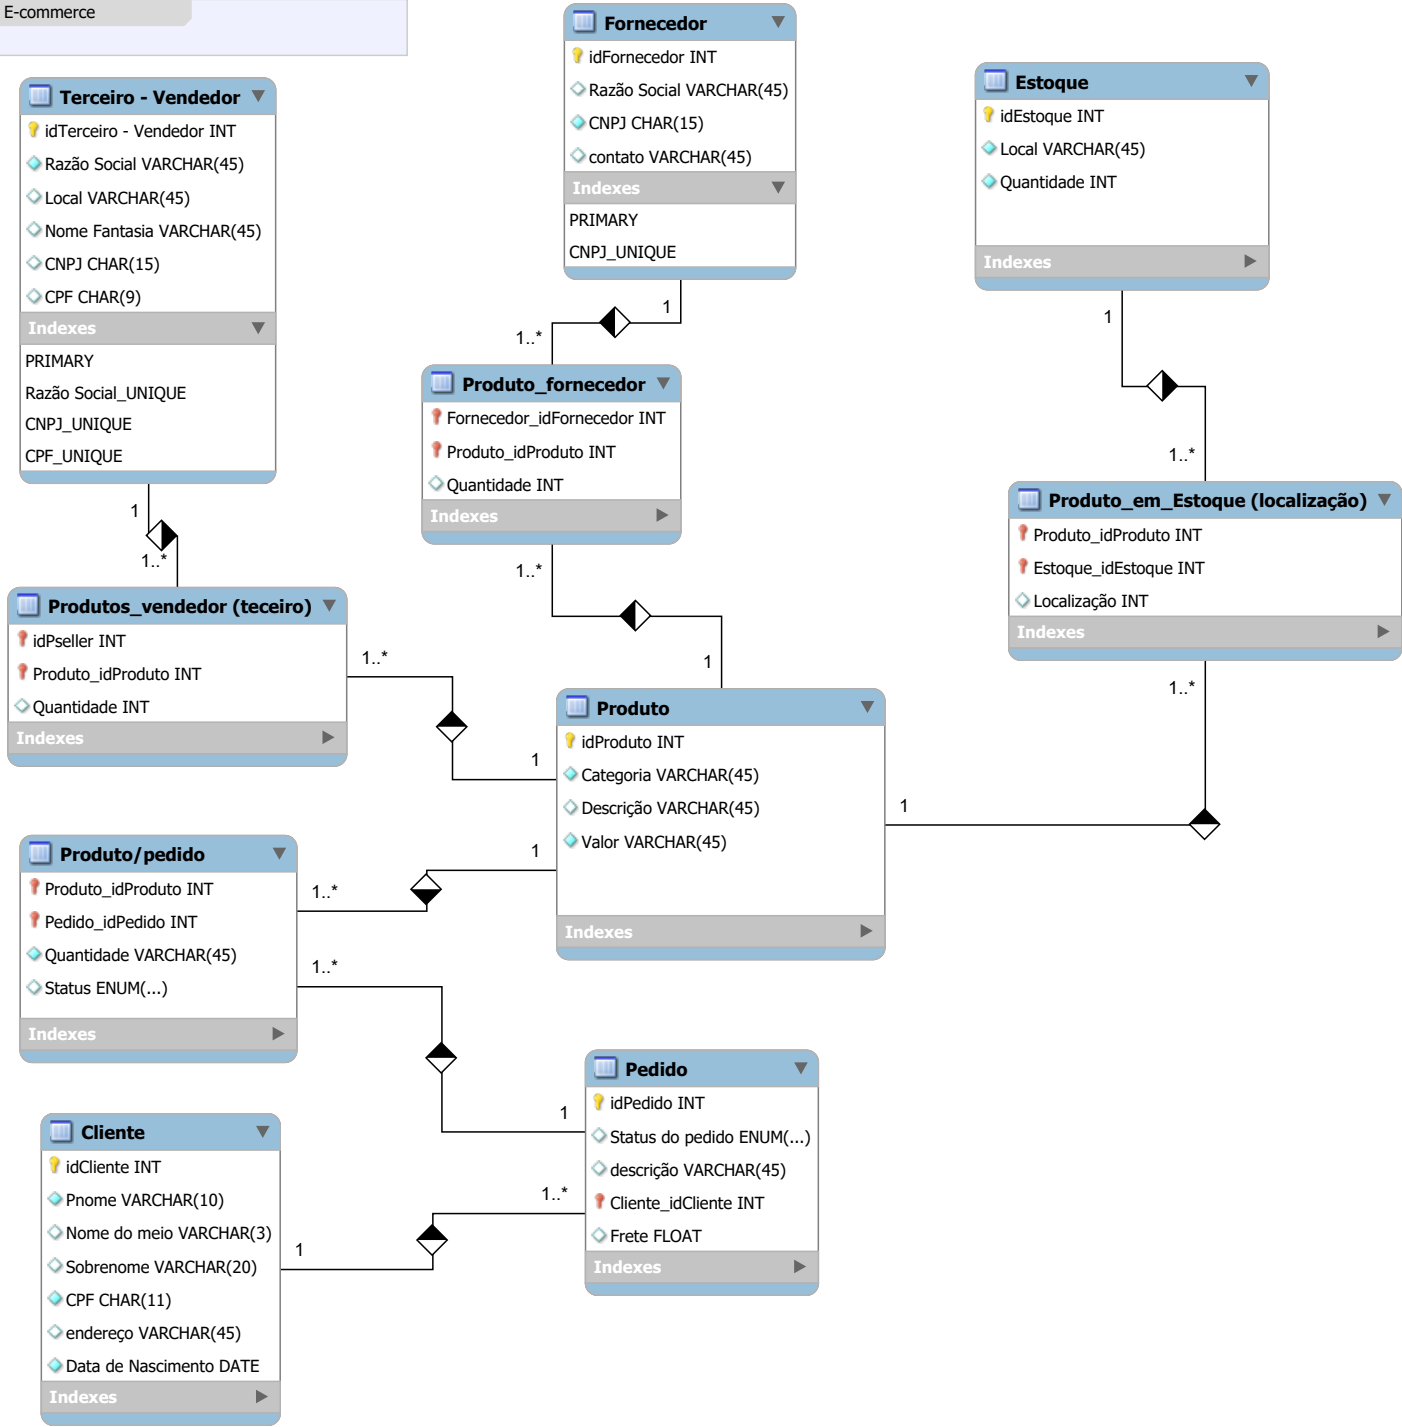 E-commerce
Terceiro - Vendedor
idTerceiro - Vendedor INT
Razão Social VARCHAR(45)
Local VARCHAR(45)
Nome Fantasia VARCHAR(45)
CNPJ CHAR(15)
CPF CHAR(9)
Indexes
PRIMARY
Razão Social_UNIQUE
CNPJ_UNIQUE
CPF_UNIQUE
1
1..*
Fornecedor
idFornecedor INT
Razão Social VARCHAR(45)
CNPJ CHAR(15)
contato VARCHAR(45)
Indexes
PRIMARY
CNPJ_UNIQUE
1
1..*
Estoque
idEstoque INT
Local VARCHAR(45)
Quantidade INT
Indexes
1
1..*
Produto_fornecedor
Fornecedor_idFornecedor INT
Produto_idProduto INT
Quantidade INT
Indexes
1..*
1
Produto_em_Estoque (localização)
Produto_idProduto INT
Estoque_idEstoque INT
Localização INT
Indexes
1..*
1
Produtos_vendedor (teceiro)
idPseller INT
Produto_idProduto INT
Quantidade INT
Indexes
1..*
1
Produto
idProduto INT
Categoria VARCHAR(45)
Descrição VARCHAR(45)
Valor VARCHAR(45)
Indexes
Produto/pedido
Produto_idProduto INT
Pedido_idPedido INT
Quantidade VARCHAR(45)
Status ENUM(...)
Indexes
1..*
1
1..*
1
Pedido
idPedido INT
Status do pedido ENUM(...)
descrição VARCHAR(45)
Cliente_idCliente INT
Frete FLOAT
Indexes
Cliente
idCliente INT
Pnome VARCHAR(10)
Nome do meio VARCHAR(3)
Sobrenome VARCHAR(20)
CPF CHAR(11)
endereço VARCHAR(45)
Data de Nascimento DATE
Indexes
1
1..*